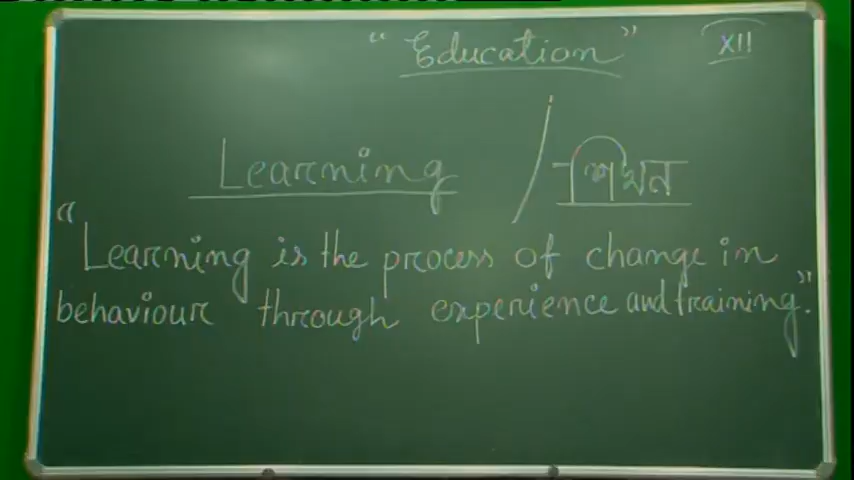 "Education" XII
Learning / শিখন
"Learning is the process of change in
behaviour through experience and training."